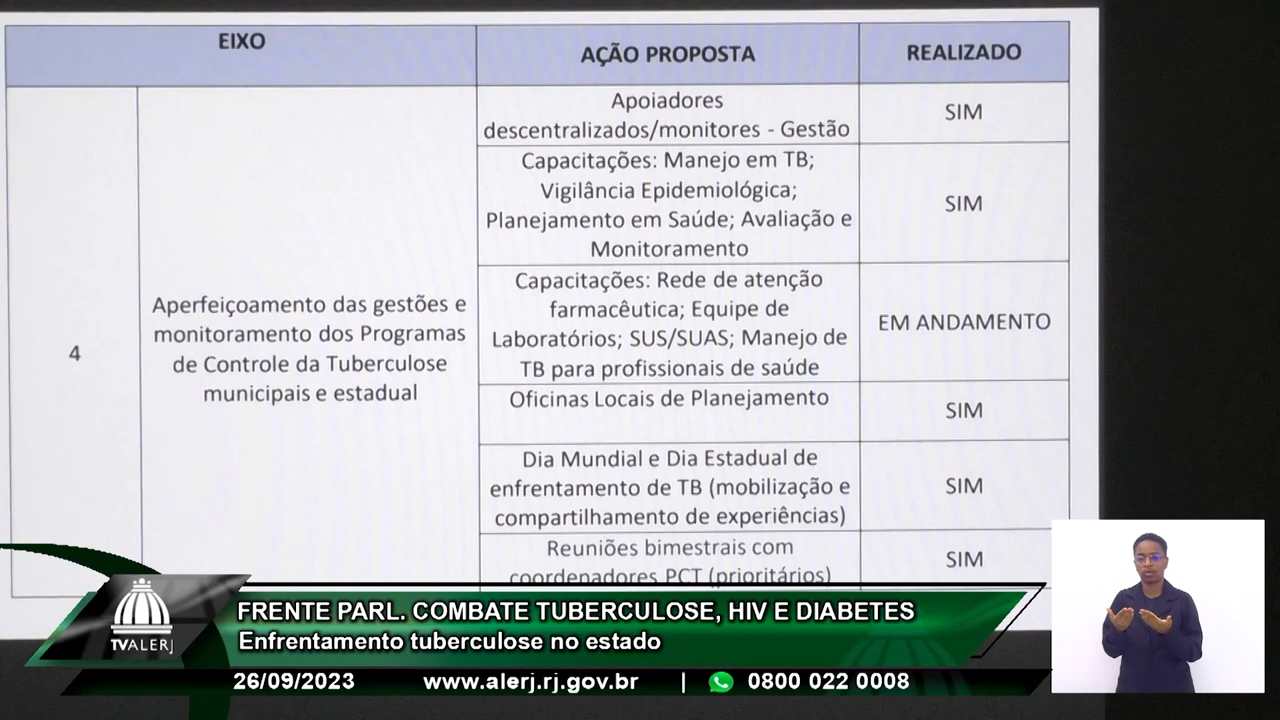 EIXO
AÇÃO PROPOSTA
REALIZADO
4
Aperfeiçoamento das gestões e
monitoramento dos Programas
de Controle da Tuberculose
municipais e estadual
Apoiadores
descentralizados/monitores - Gestão
SIM
Capacitações: Manejo em TB;
Vigilância Epidemiológica;
Planejamento em Saúde; Avaliação e
Monitoramento
SIM
Capacitações: Rede de atenção
farmacêutica; Equipe de
Laboratórios; SUS/SUAS; Manejo de
TB para profissionais de saúde
EM ANDAMENTO
Oficinas Locais de Planejamento
SIM
Dia Mundial e Dia Estadual de
enfrentamento de TB (mobilização e
compartilhamento de experiências)
SIM
Reuniões bimestrais com
coordenadores PCT (prioritários)
SIM
TVALERJ
FRENTE PARL. COMBATE TUBERCULOSE, HIV E DIABETES
Enfrentamento tuberculose no estado
26/09/2023 www.alerj.rj.gov.br | 0800 022 0008